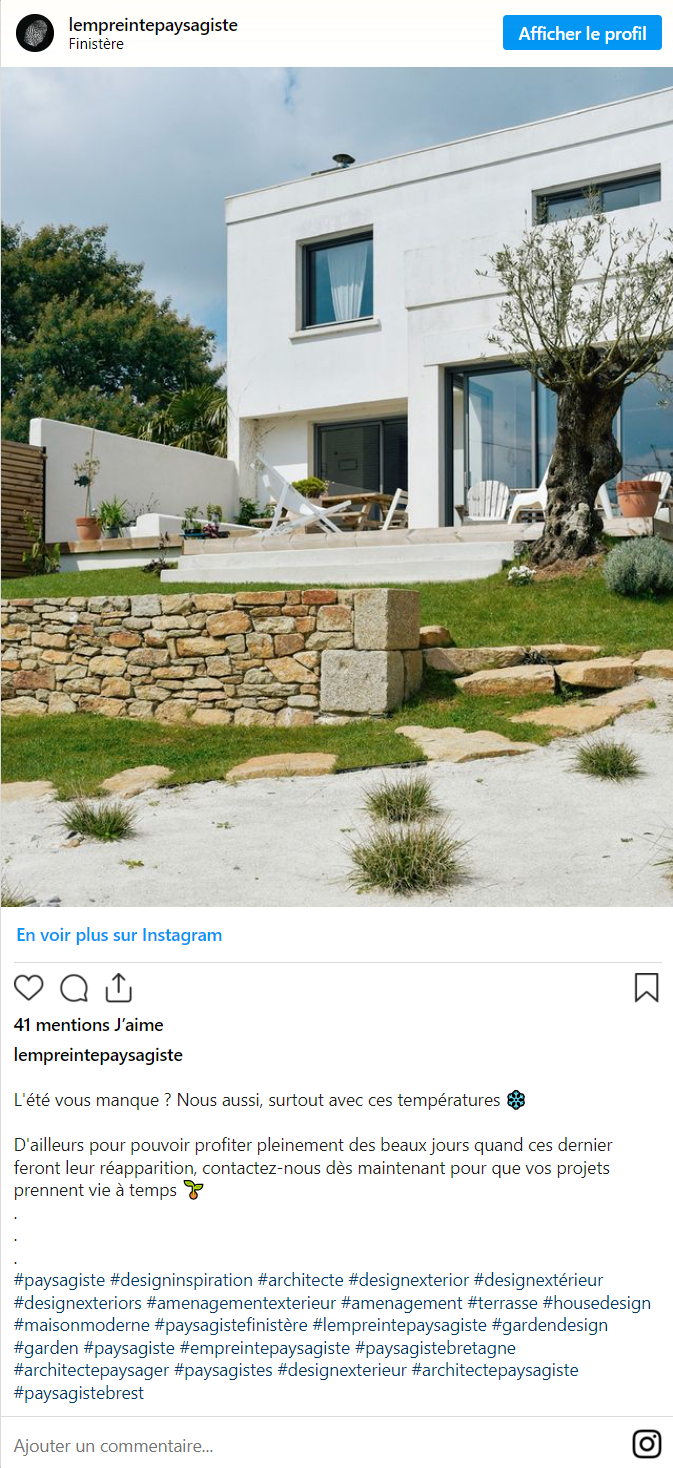 lempreintepaysagiste
Finistère
Afficher le profil
En voir plus sur Instagram
41 mentions J’aime
lempreintepaysagiste
L'été vous manque ? Nous aussi, surtout avec ces températures ❄
D'ailleurs pour pouvoir profiter pleinement des beaux jours quand ces dernier
feront leur réapparition, contactez-nous dès maintenant pour que vos projets
prennent vie à temps 🌱
.
.
.
#paysagiste #designinspiration #architecte #designexterior #designextérieur
#designexteriors #amenagementexterieur #amenagement #terrasse #housedesign
#maisonmoderne #paysagistefinistère #lempreintepaysagiste #gardendesign
#garden #paysagiste #empreintepaysagiste #paysagistebretagne
#architectepaysager #paysagistes #designexterieur #architectepaysagiste
#paysagistebrest
Ajouter un commentaire...